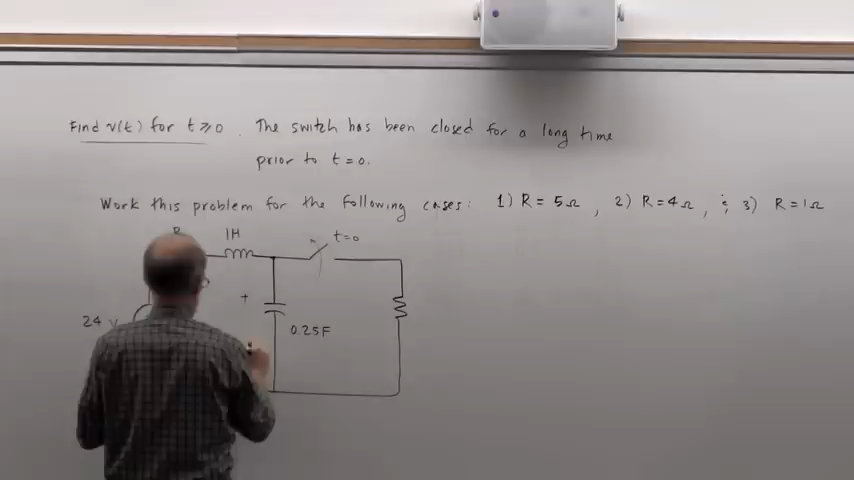 Find v(t) for t ≥ 0. The switch has been closed for a long time
prior to t = 0.
Work this problem for the following cases: 1) R = 5Ω, 2) R = 4Ω, & 3) R = 1Ω
R 1H t=0
+
24 V 0.25F